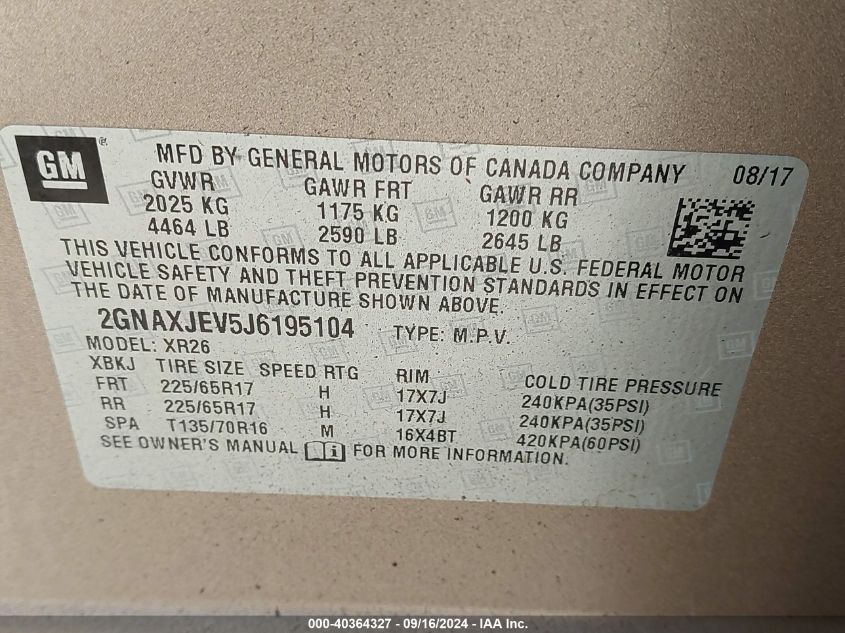 GM ®
MFD BY GENERAL MOTORS OF CANADA COMPANY 08/17
GVWR GAWR FRT GAWR RR
2025 KG 1175 KG 1200 KG
4464 LB 2590 LB 2645 LB
THIS VEHICLE CONFORMS TO ALL APPLICABLE U.S. FEDERAL MOTOR
VEHICLE SAFETY AND THEFT PREVENTION STANDARDS IN EFFECT ON
THE DATE OF MANUFACTURE SHOWN ABOVE.
2GNAXJEV5J6195104 TYPE: M.P.V.
MODEL: XR26
XBKJ TIRE SIZE SPEED RTG RIM COLD TIRE PRESSURE
FRT 225/65R17 H 17X7J 240KPA(35PSI)
RR 225/65R17 H 17X7J 240KPA(35PSI)
SPA T135/70R16 M 16X4BT 420KPA(60PSI)
SEE OWNER'S MANUAL FOR MORE INFORMATION.
000-40364327 - 09/16/2024 - IAA Inc.